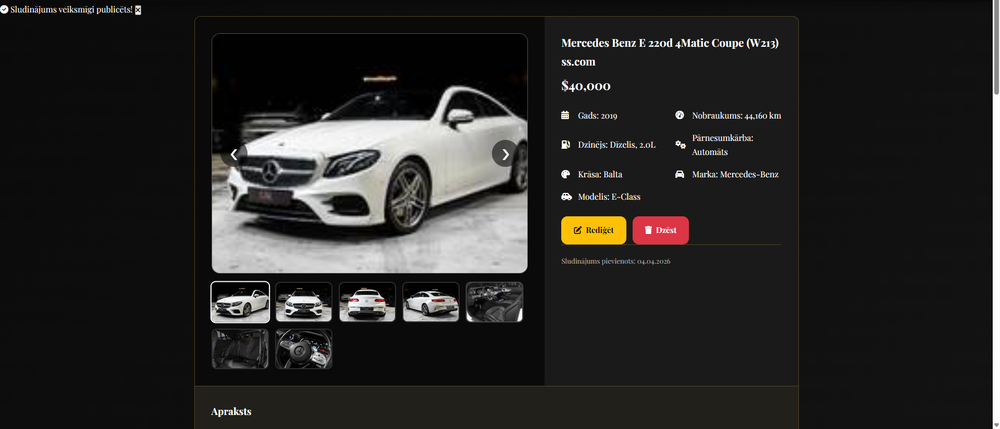 Sludinājums veiksmīgi publicēts! ×
Mercedes Benz E 220d 4Matic Coupe (W213)
ss.com
$40,000
Gads: 2019
Nobraukums: 44,160 km
Dzinējs: Dīzelis, 2.0L
Pārnesumkārba:
Automāts
Krāsa: Balta
Marka: Mercedes-Benz
Modelis: E-Class
Rediģēt
Dzēst
Sludinājums pievienots: 04.04.2026
Apraksts